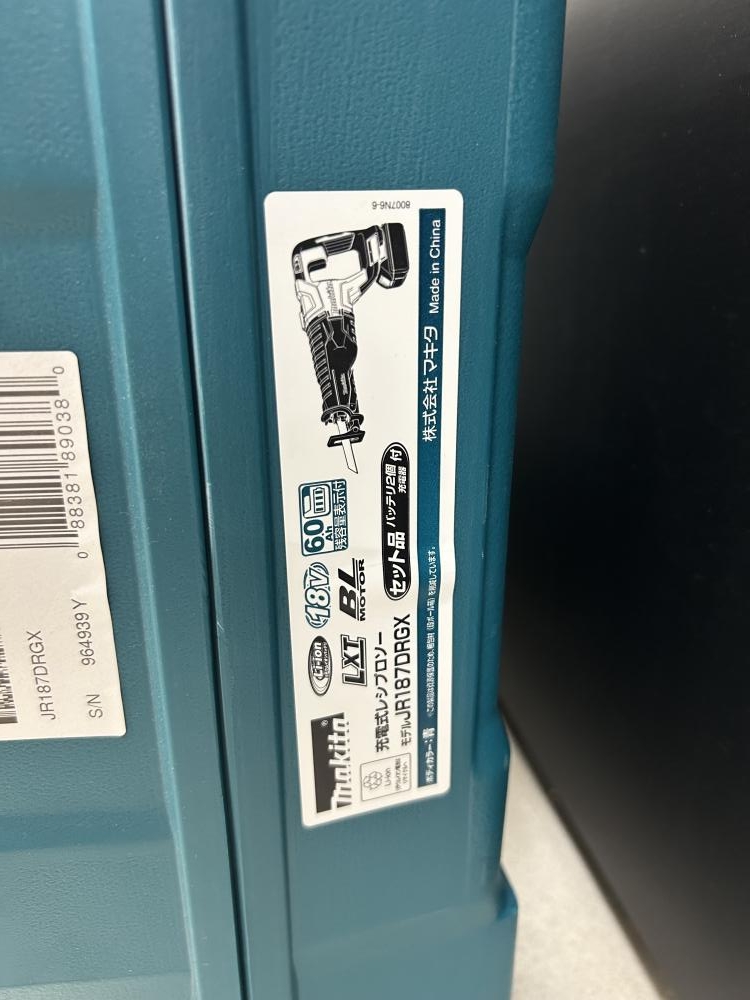 0 88381 89038 0
JR187DRGX
S/N 964939 Y
8007N6-6
makita
Li-ion
18V
6.0Ah
残容量表示付
LXT
BL
MOTOR
充電式レシプロソー
モデルJR187DRGX
セット品 バッテリ2個 充電器 付
Li-ion
ボディカラー:青
株式会社 マキタ Made in China
makita